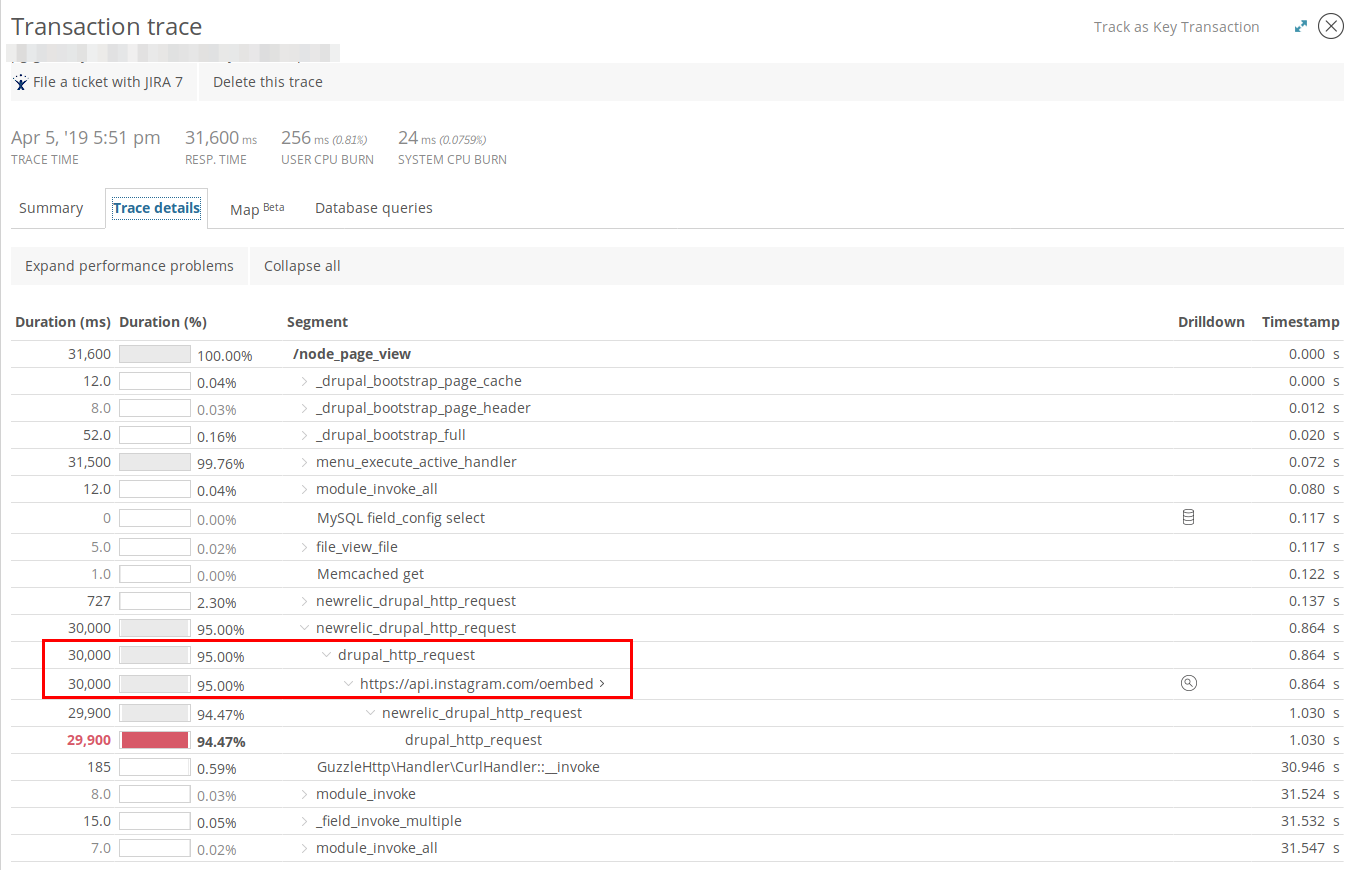 Transaction trace
Track as Key Transaction
File a ticket with JIRA 7 Delete this trace
Apr 5, '19 5:51 pm 31,600 ms 256 ms (0.81%) 24 ms (0.0759%)
TRACE TIME RESP. TIME USER CPU BURN SYSTEM CPU BURN
Summary Trace details Map Beta Database queries
Expand performance problems Collapse all
Duration (ms) Duration (%) Segment Drilldown Timestamp
31,600 100.00% /node_page_view 0.000 s
12.0 0.04% _drupal_bootstrap_page_cache 0.000 s
8.0 0.03% _drupal_bootstrap_page_header 0.012 s
52.0 0.16% _drupal_bootstrap_full 0.020 s
31,500 99.76% menu_execute_active_handler 0.072 s
12.0 0.04% module_invoke_all 0.080 s
0 0.00% MySQL field_config select 0.117 s
5.0 0.02% file_view_file 0.117 s
1.0 0.00% Memcached get 0.122 s
727 2.30% newrelic_drupal_http_request 0.137 s
30,000 95.00% newrelic_drupal_http_request 0.864 s
30,000 95.00% drupal_http_request 0.864 s
30,000 95.00% https://api.instagram.com/oembed 0.864 s
29,900 94.47% newrelic_drupal_http_request 1.030 s
29,900 94.47% drupal_http_request 1.030 s
185 0.59% GuzzleHttp\Handler\CurlHandler::__invoke 30.946 s
8.0 0.03% module_invoke 31.524 s
15.0 0.05% _field_invoke_multiple 31.532 s
7.0 0.02% module_invoke_all 31.547 s